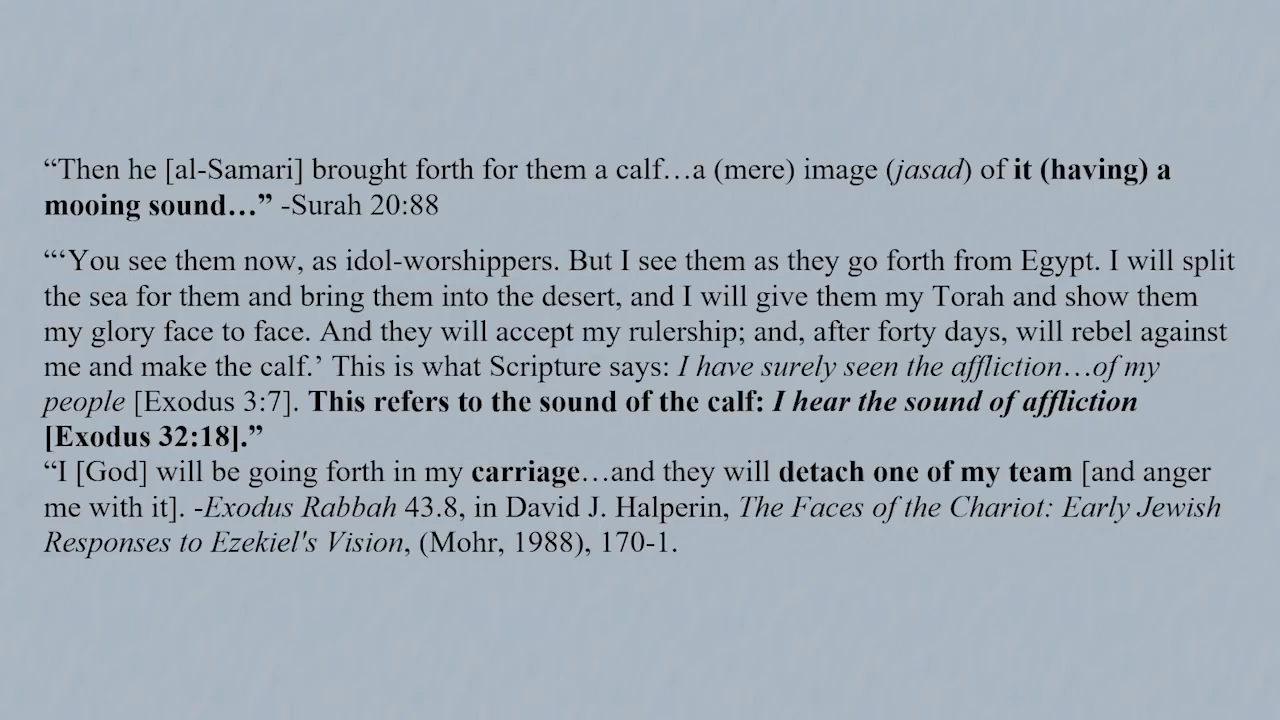 “Then he [al-Samari] brought forth for them a calf…a (mere) image (jasad) of it (having) a
mooing sound…” -Surah 20:88
“‘You see them now, as idol-worshippers. But I see them as they go forth from Egypt. I will split
the sea for them and bring them into the desert, and I will give them my Torah and show them
my glory face to face. And they will accept my rulership; and, after forty days, will rebel against
me and make the calf.’ This is what Scripture says: I have surely seen the affliction…of my
people [Exodus 3:7]. This refers to the sound of the calf: I hear the sound of affliction
[Exodus 32:18].”
“I [God] will be going forth in my carriage…and they will detach one of my team [and anger
me with it]. -Exodus Rabbah 43.8, in David J. Halperin, The Faces of the Chariot: Early Jewish
Responses to Ezekiel's Vision, (Mohr, 1988), 170-1.